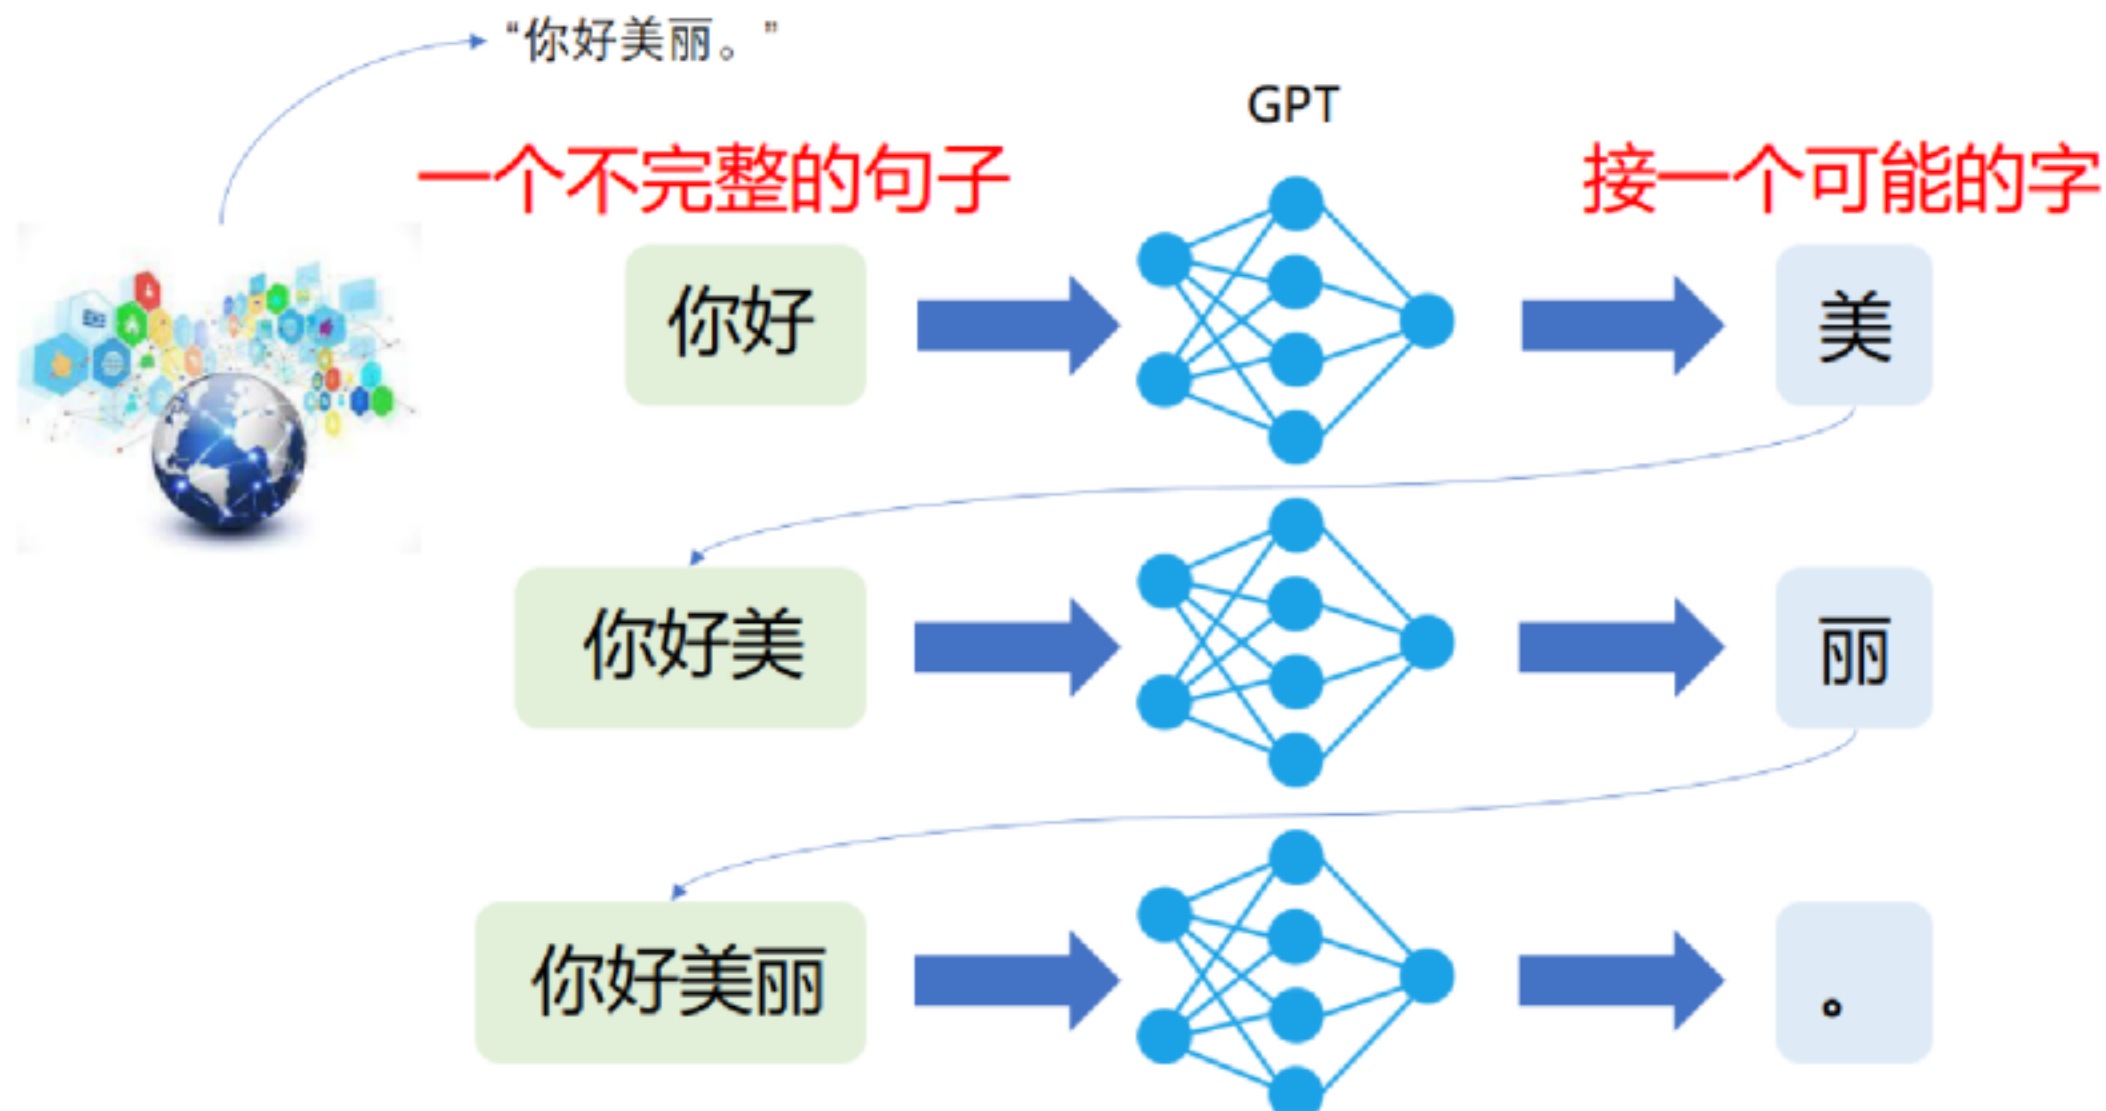 “你好美丽。”
GPT
一个不完整的句子
接一个可能的字
你好
美
你好美
丽
你好美丽
。